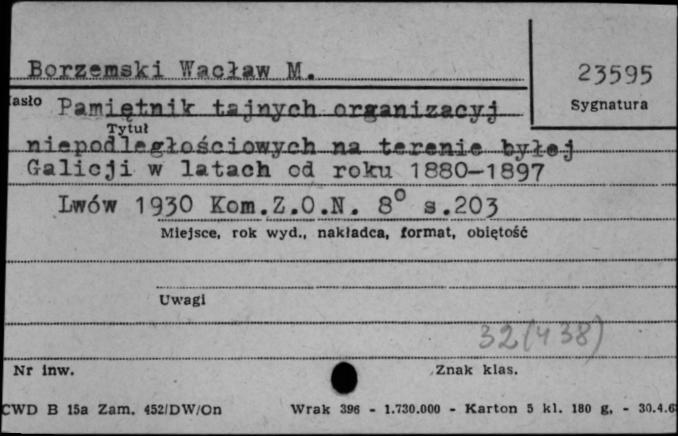 Borzemski Wacław M.
23595
Sygnatura
asło Pamiętnik tajnych organizacyj
Tytuł
niepodległościowych na terenie byłej
Galicji w latach od roku 1880-1897
Lwów 1930 Kom.Z.O.N. 8° s.203
Miejsce, rok wyd., nakładca, format, objętość
Uwagi
32(438)
Nr inw.
Znak klas.
CWD B 15a Zam. 452/DW/On Wrak 396 - 1.730.000 - Karton 5 kl. 180 g. - 30.4.6